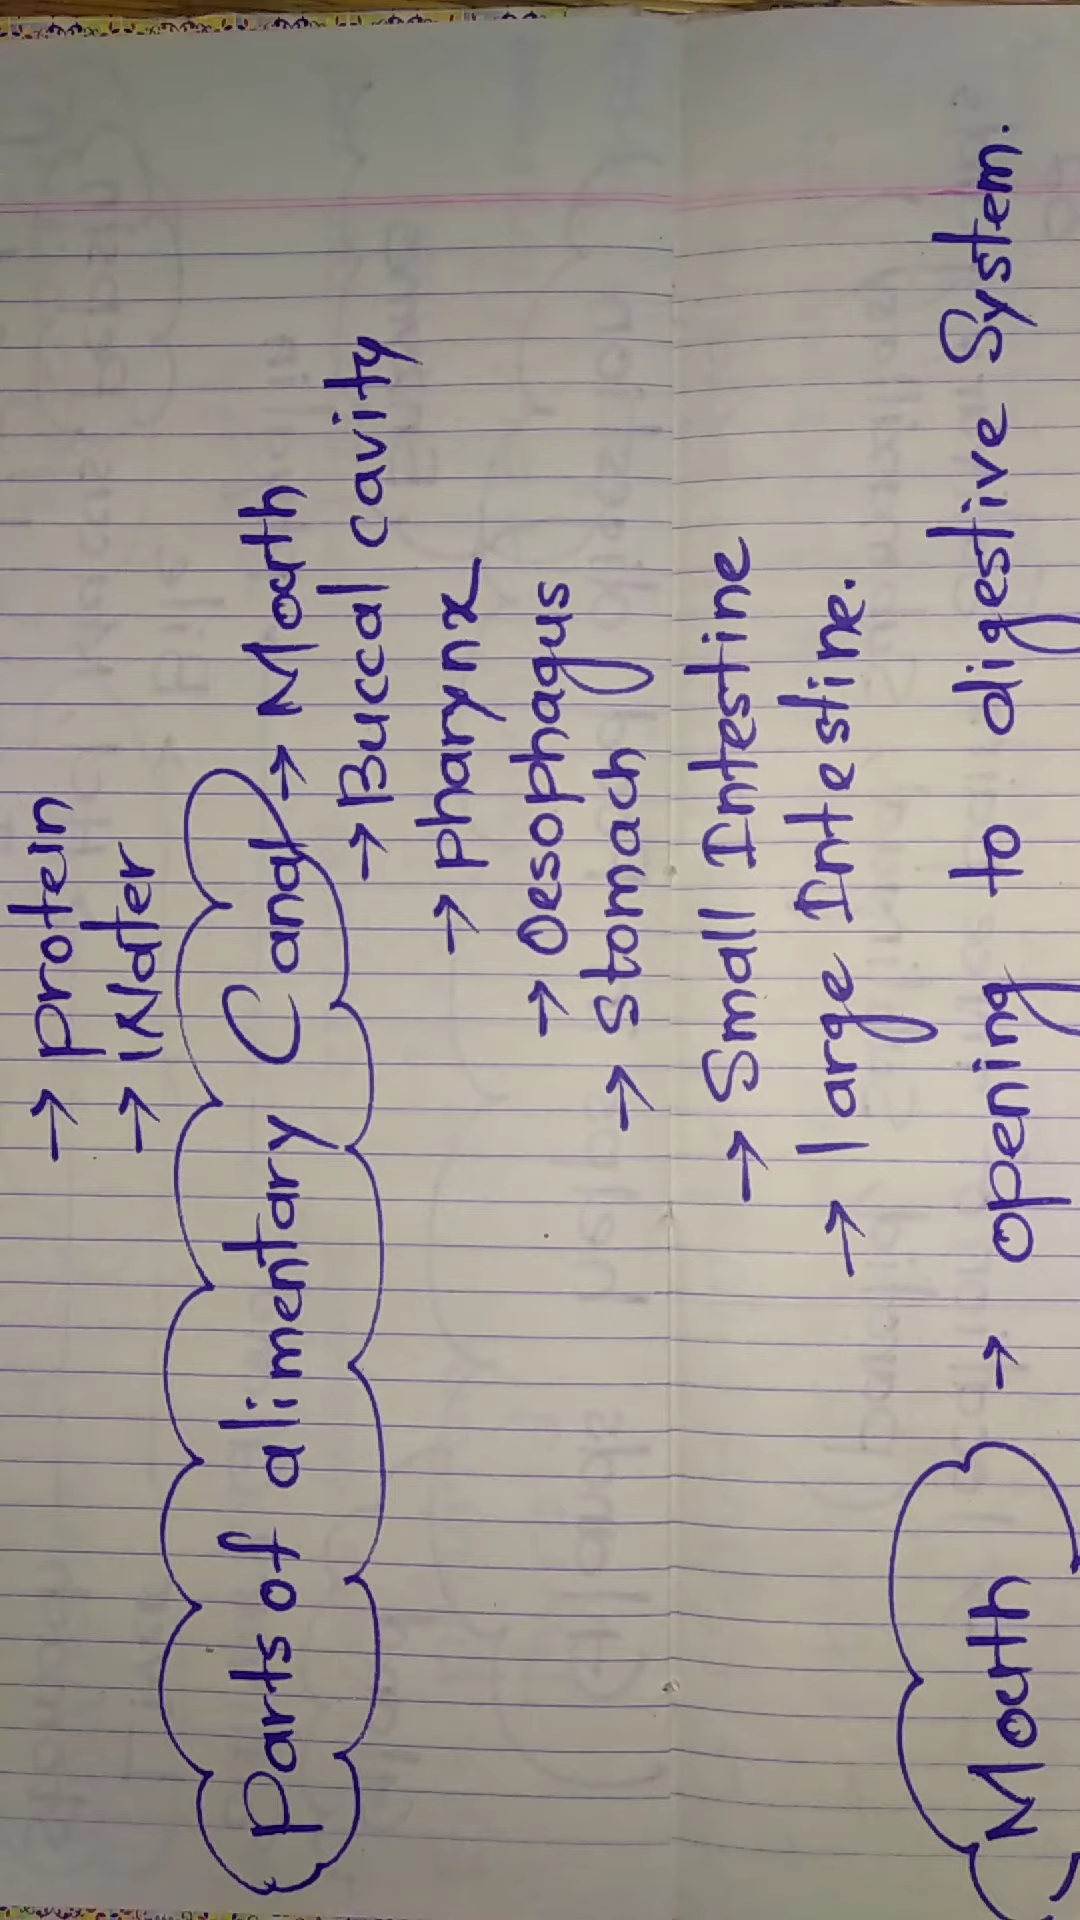 → protein
→ Water
Parts of alimentary Canal → Mouth
→ Buccal cavity
→ pharynx
→ Oesophagus
→ Stomach
→ Small Intestine
→ large Intestine.
Mouth → opening to digestive System.